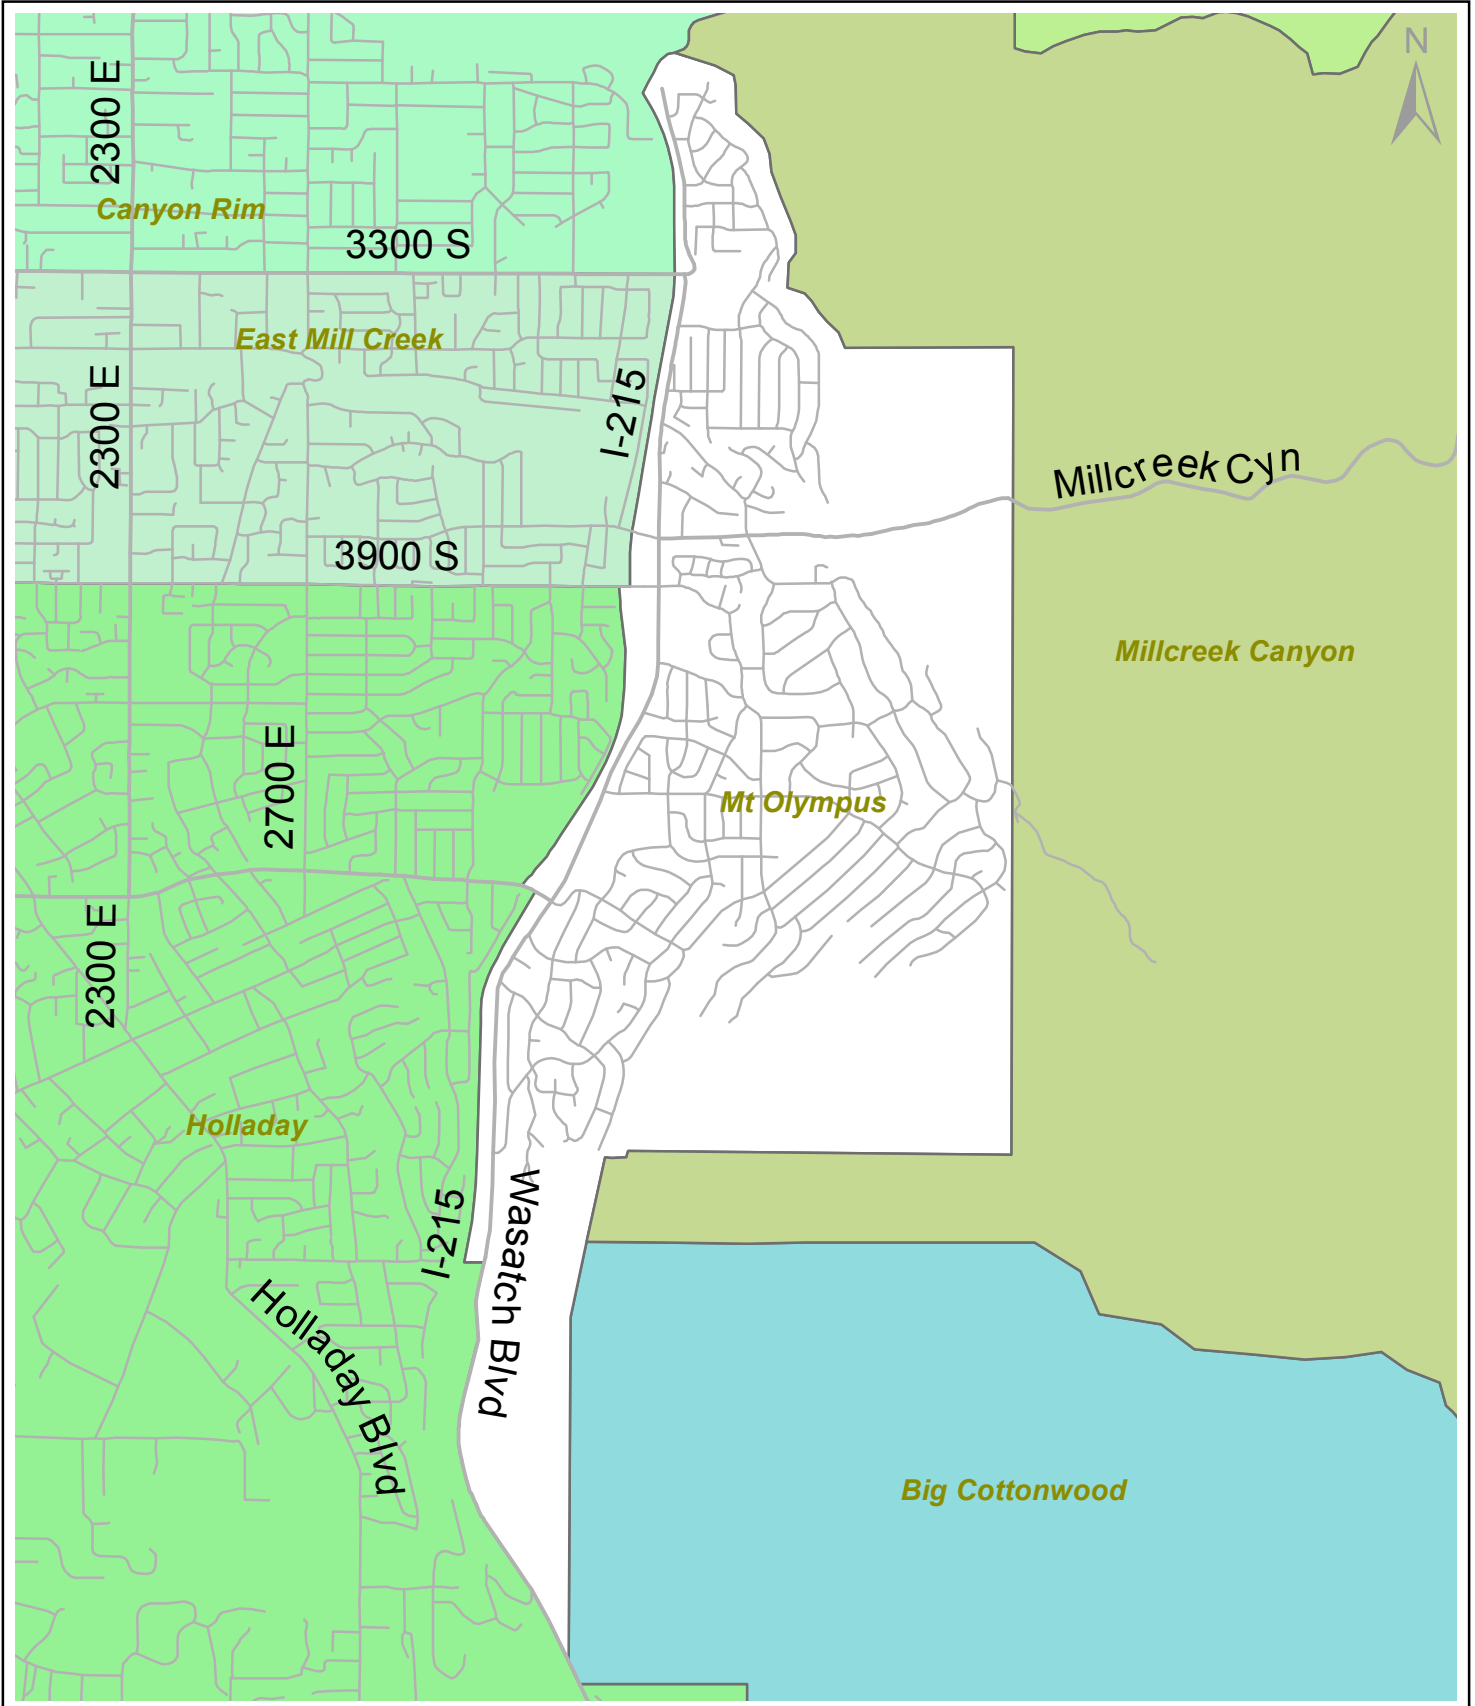 N
2300 E
Canyon Rim
3300 S
East Mill Creek
2300 E
I-215
Millcreek Cyn
3900 S
Millcreek Canyon
2700 E
Mt Olympus
2300 E
Holladay
I-215
Wasatch Blvd
Holladay Blvd
Big Cottonwood